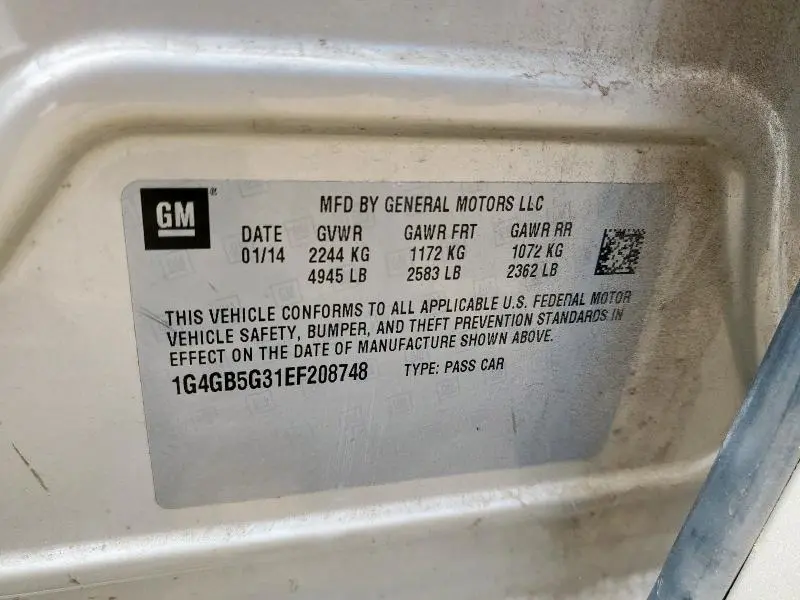 GM®
MFD BY GENERAL MOTORS LLC
DATE GVWR GAWR FRT GAWR RR
01/14 2244 KG 1172 KG 1072 KG
4945 LB 2583 LB 2362 LB
THIS VEHICLE CONFORMS TO ALL APPLICABLE U.S. FEDERAL MOTOR
VEHICLE SAFETY, BUMPER, AND THEFT PREVENTION STANDARDS IN
EFFECT ON THE DATE OF MANUFACTURE SHOWN ABOVE.
1G4GB5G31EF208748 TYPE: PASS CAR